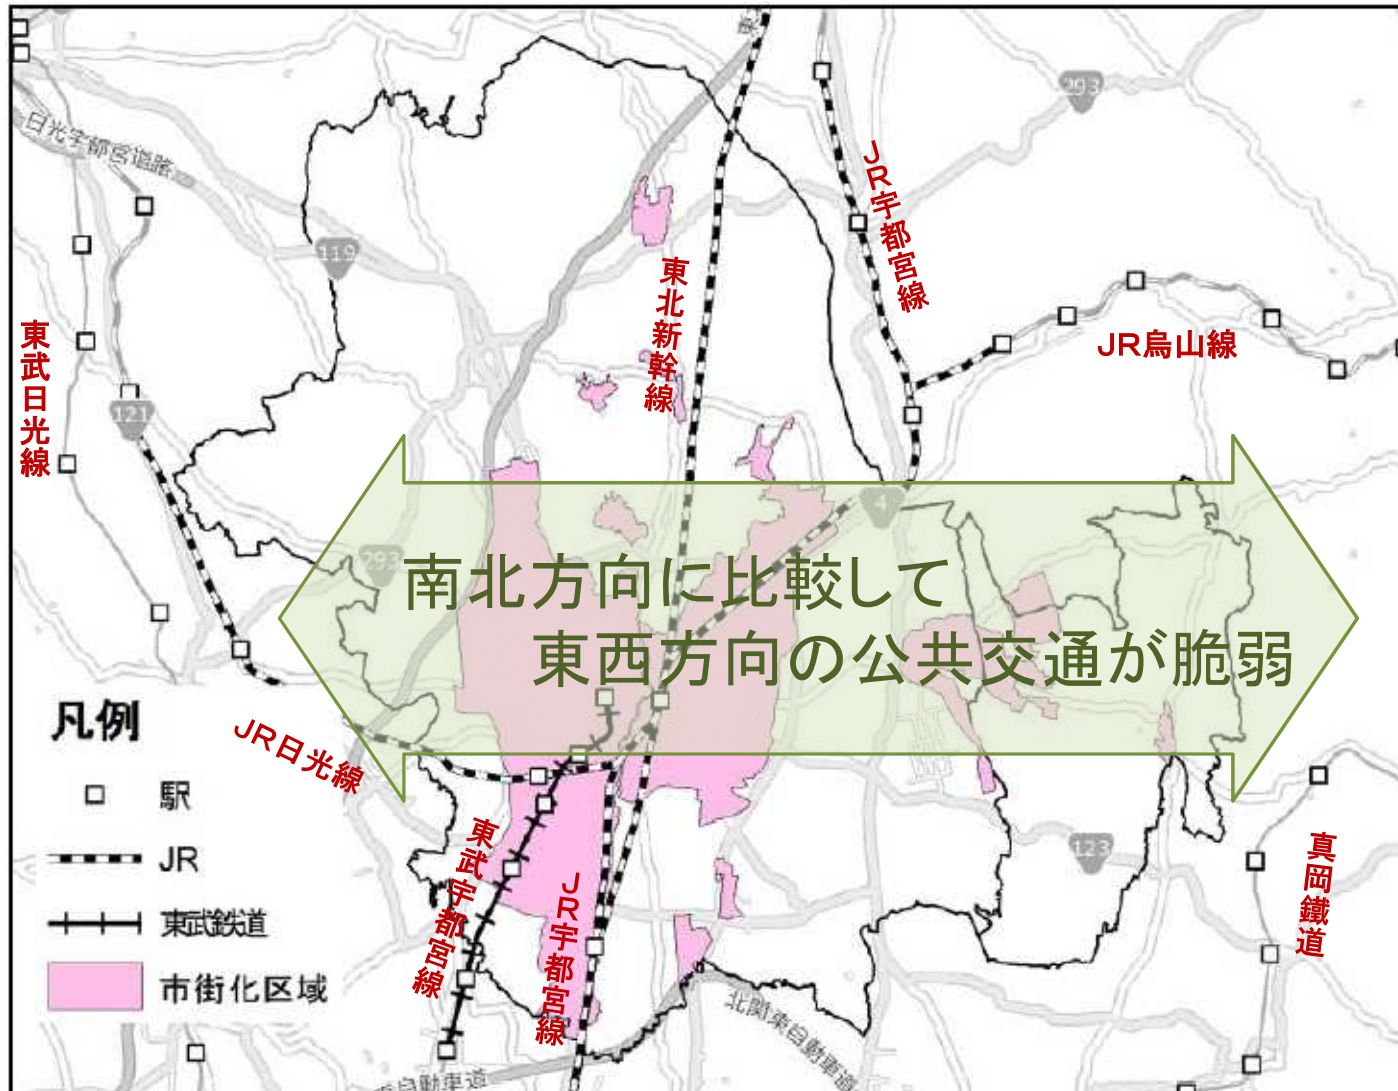 293
日光宇都宮道路
JR宇都宮線
119
東北新幹線
東武日光線
JR烏山線
121
4
293
南北方向に比較して
東西方向の公共交通が脆弱
凡例
駅
JR
東武鉄道
市街化区域
JR日光線
東武宇都宮線
JR宇都宮線
123
真岡鐵道
北関東自動車道
自動車道